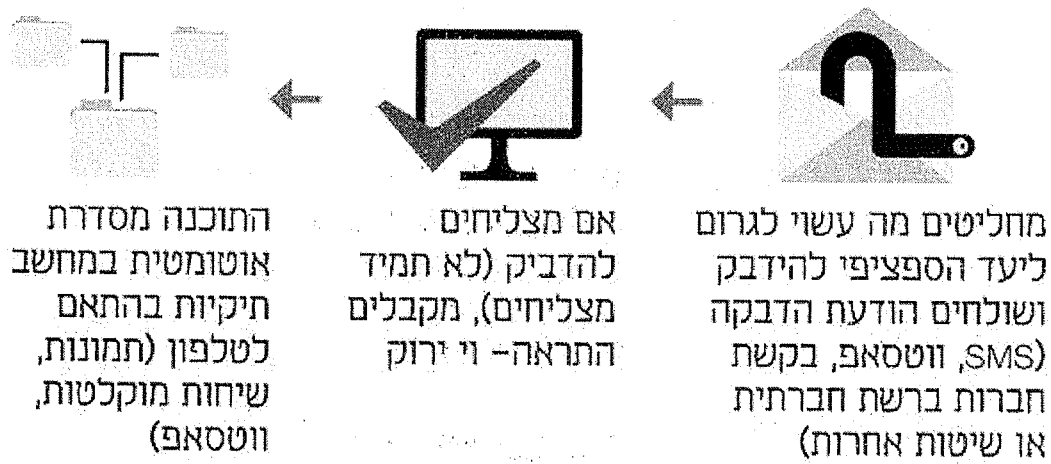 מחליטים מה עשוי לגרום
ליעד הספציפי להידבק
ושולחים הודעת הדבקה
(SMS, ווטסאפ, בקשת
חברות ברשת חברתית
או שיטות אחרות)
אם מצליחים
להדביק (לא תמיד
מצליחים), מקבלים
התראה- וי ירוק
התוכנה מסדרת
אוטומטית במחשב
תיקיות בהתאם
לטלפון (תמונות,
שיחות מוקלטות,
ווטסאפ)